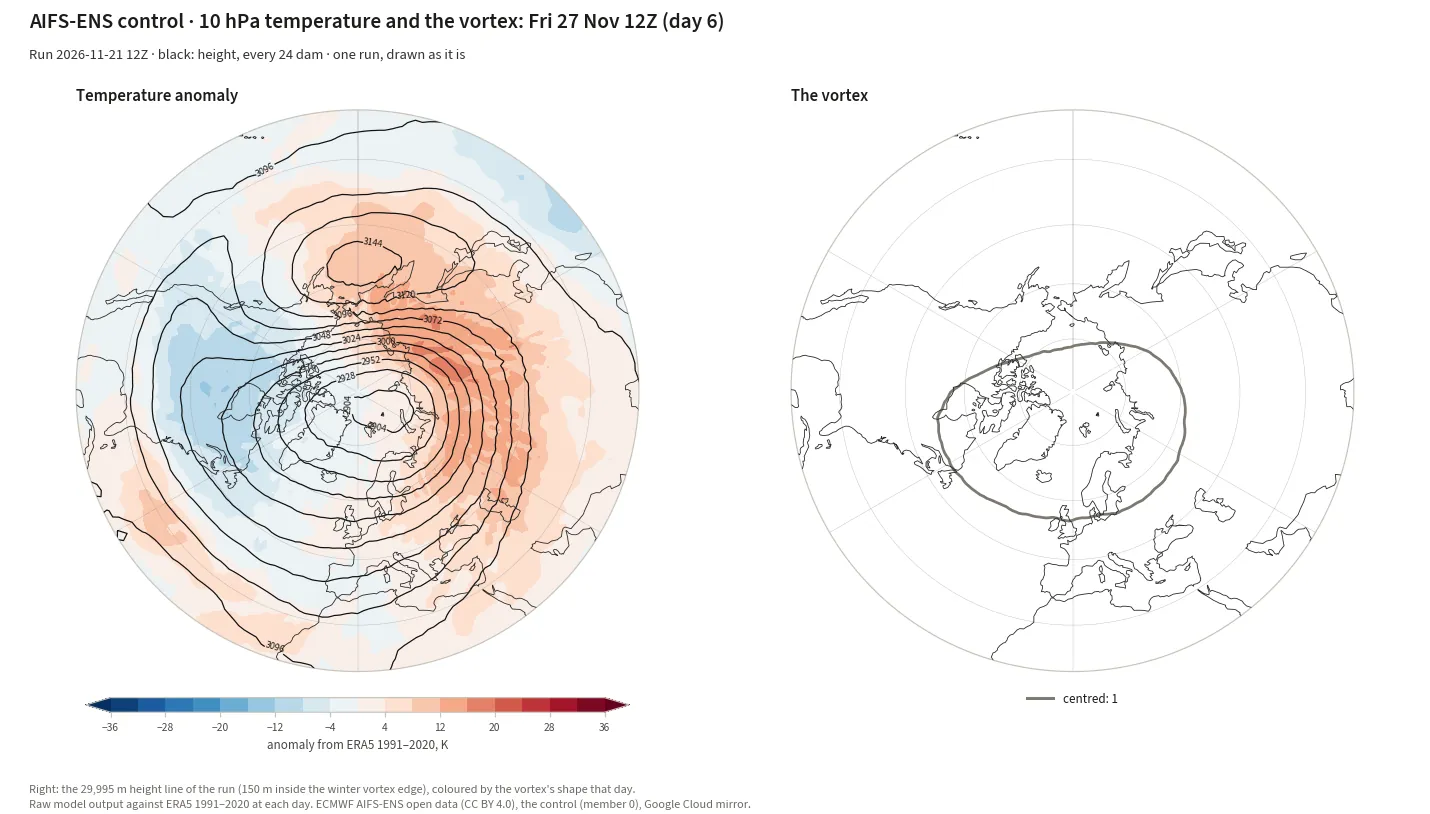 AIFS-ENS control · 10 hPa temperature and the vortex: Fri 27 Nov 12Z (day 6)
Run 2026-11-21 12Z · black: height, every 24 dam · one run, drawn as it is
Temperature anomaly
The vortex
3096
3144
3120
3096
3072
3048
3024
3000
2952
2928
2904
2904
3096
−36 −28 −20 −12 −4 4 12 20 28 36
anomaly from ERA5 1991–2020, K
centred: 1
Right: the 29,995 m height line of the run (150 m inside the winter vortex edge), coloured by the vortex's shape that day.
Raw model output against ERA5 1991–2020 at each day. ECMWF AIFS-ENS open data (CC BY 4.0), the control (member 0), Google Cloud mirror.